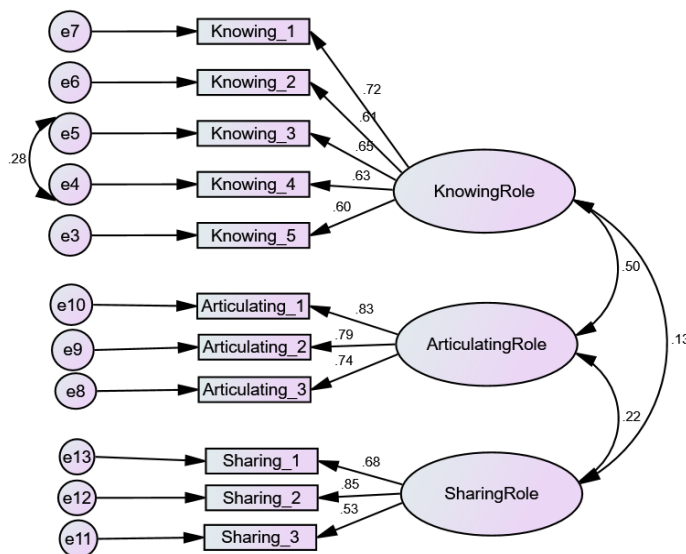 e7
Knowing_1
.72
e6
Knowing_2
.61
e5
Knowing_3
.65
.28
e4
Knowing_4
.63
KnowingRole
e3
Knowing_5
.60
.50
e10
Articulating_1
.83
e9
Articulating_2
.79
ArticulatingRole
.13
e8
Articulating_3
.74
.22
e13
Sharing_1
.68
e12
Sharing_2
.85
SharingRole
e11
Sharing_3
.53